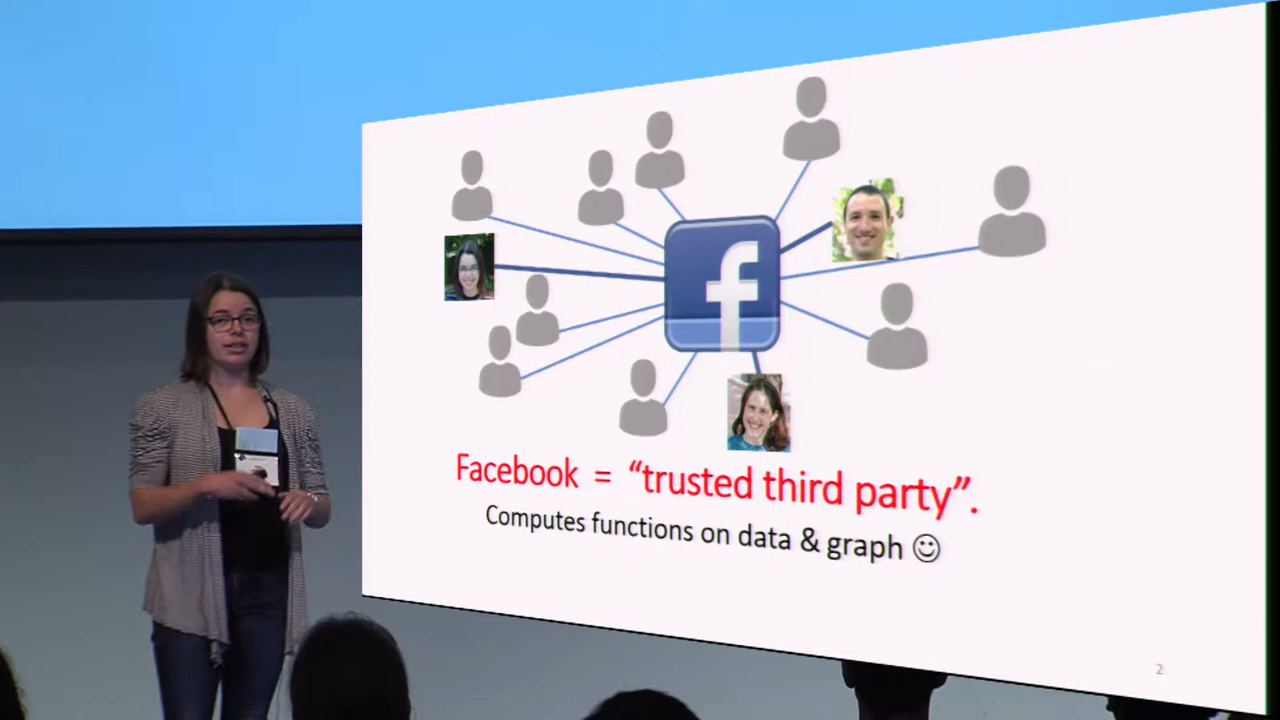 f
Facebook = “trusted third party”.
Computes functions on data & graph ☺
2